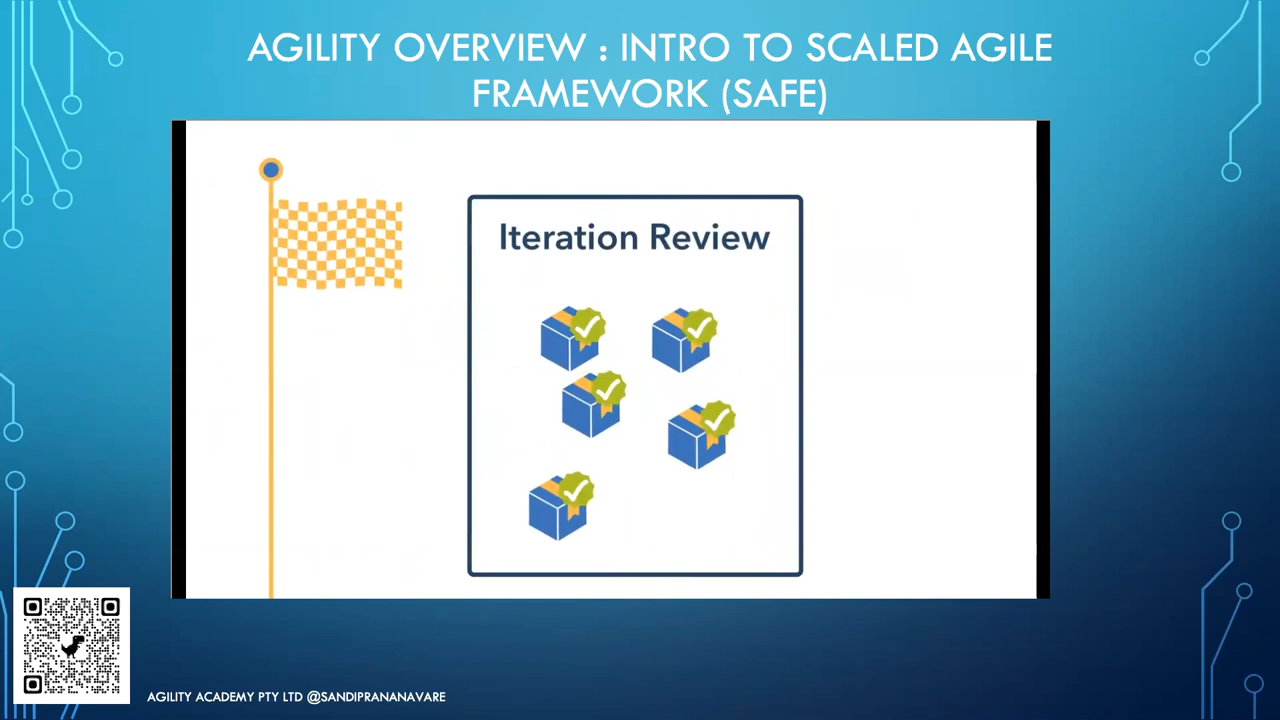 AGILITY OVERVIEW : INTRO TO SCALED AGILE
FRAMEWORK (SAFE)
Iteration Review
AGILITY ACADEMY PTY LTD @SANDIPRANANAVARE